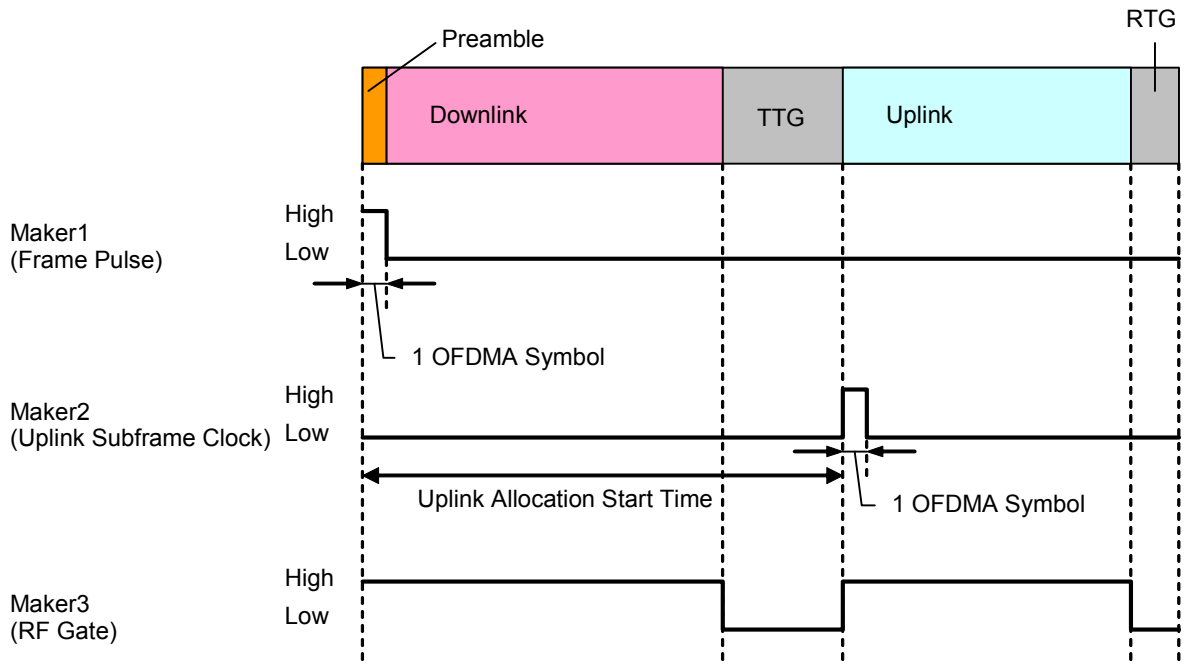 RTG
Preamble
Downlink
TTG
Uplink
Maker1
(Frame Pulse)
High
Low
1 OFDMA Symbol
Maker2
(Uplink Subframe Clock)
High
Low
Uplink Allocation Start Time
1 OFDMA Symbol
Maker3
(RF Gate)
High
Low